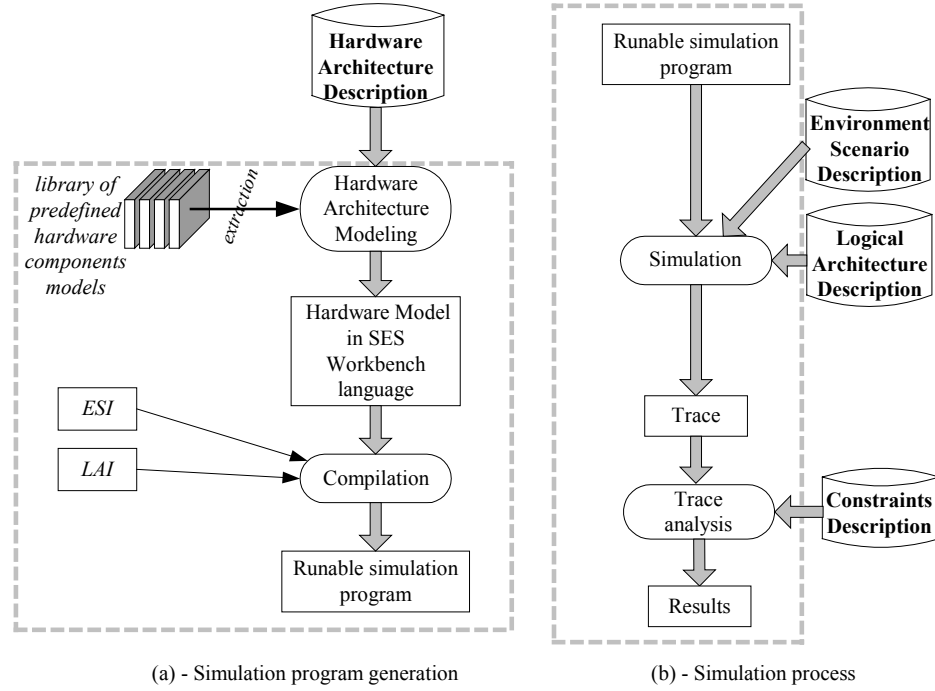 Hardware
Architecture
Description
library of
predefined
hardware
components
models
extraction
Hardware
Architecture
Modeling
Hardware Model
in SES
Workbench
language
ESI
LAI
Compilation
Runable simulation
program
(a) - Simulation program generation
Runable simulation
program
Environment
Scenario
Description
Simulation
Logical
Architecture
Description
Trace
Trace
analysis
Constraints
Description
Results
(b) - Simulation process